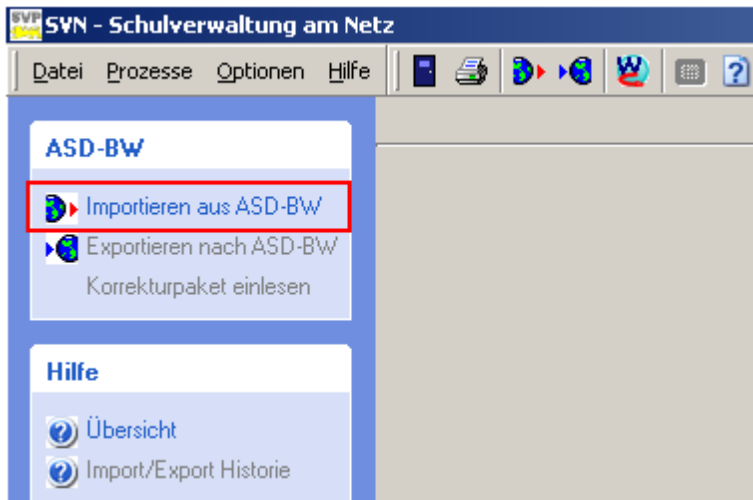 SVP SVN - Schulverwaltung am Netz
Datei Prozesse Optionen Hilfe
ASD-BW
Importieren aus ASD-BW
Exportieren nach ASD-BW
Korrekturpaket einlesen
Hilfe
Übersicht
Import/Export Historie